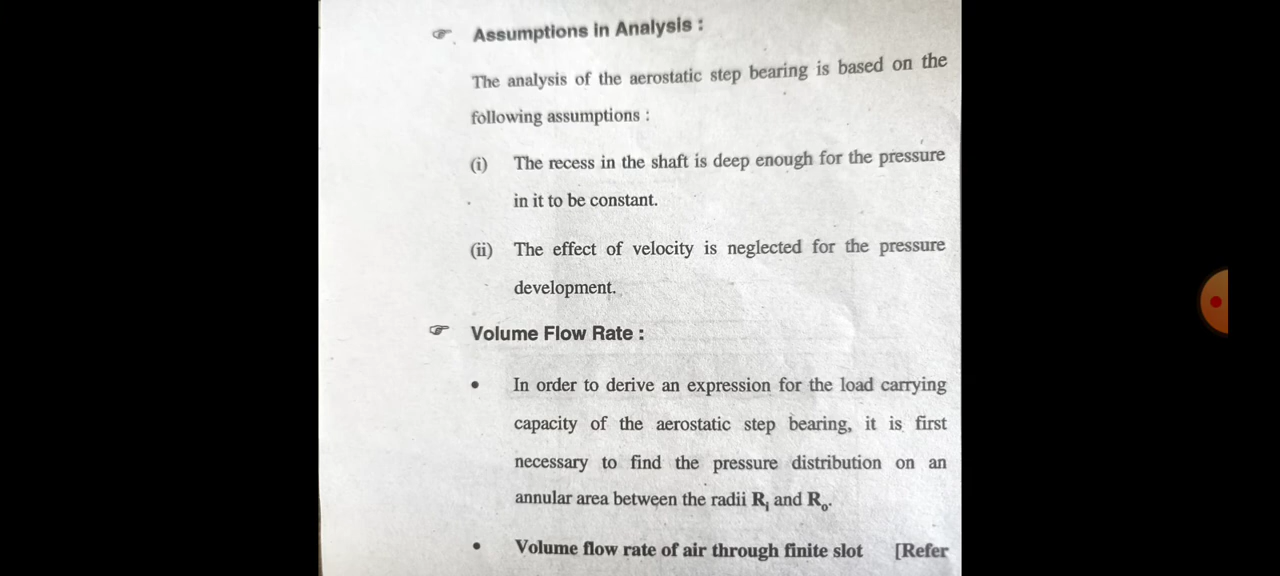 ☞ Assumptions in Analysis :
The analysis of the aerostatic step bearing is based on the
following assumptions :
(i) The recess in the shaft is deep enough for the pressure
in it to be constant.
(ii) The effect of velocity is neglected for the pressure
development.
☞ Volume Flow Rate :
• In order to derive an expression for the load carrying
capacity of the aerostatic step bearing, it is first
necessary to find the pressure distribution on an
annular area between the radii Rᵢ and Rₒ.
• Volume flow rate of air through finite slot [Refer